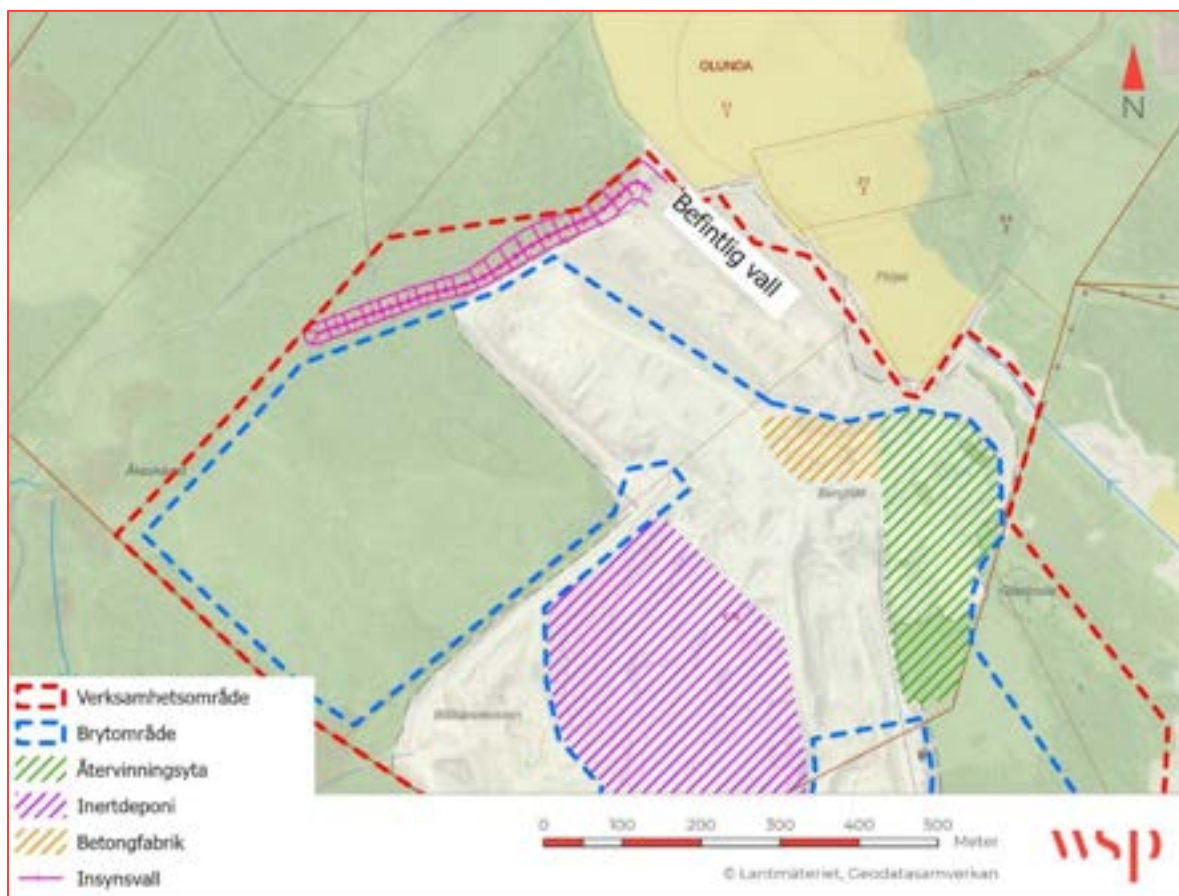 OLUNDA
N
Befintlig vall
Verksamhetsområde
Brytområde
Återvinningsyta
Inertdeponi
Betongfabrik
Insynsvall
0 100 200 300 400 500
Meter
© Lantmäteriet, Geodatasamverkan
wsp